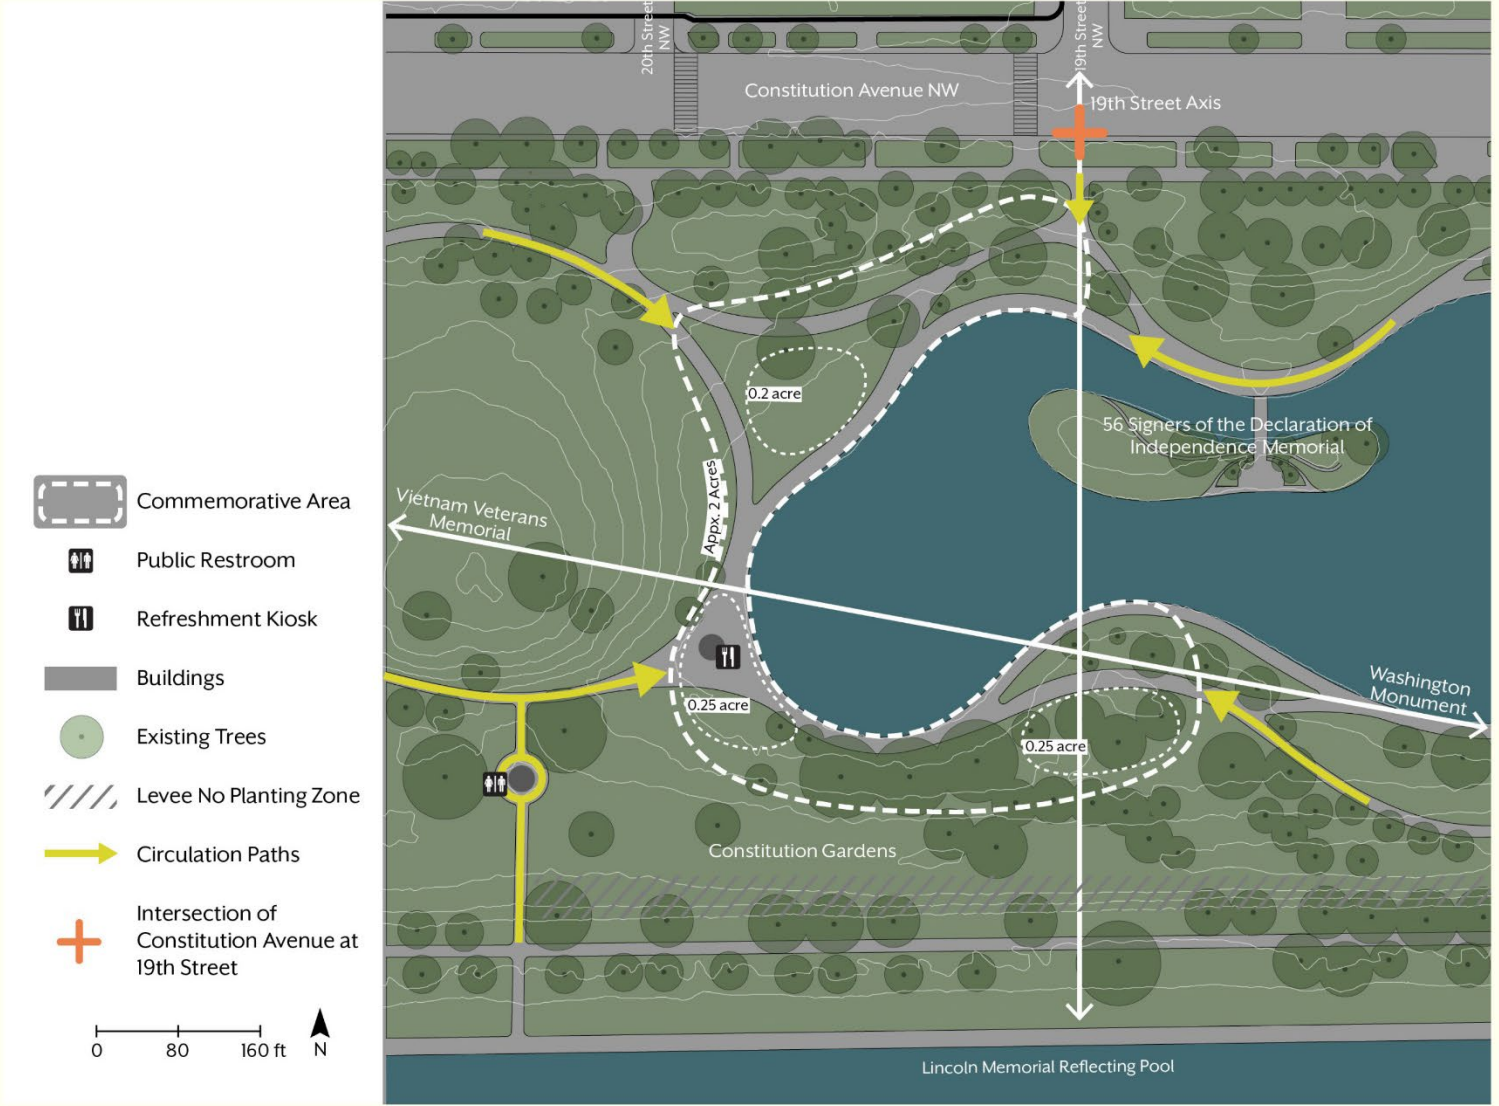 20th Street
NW
19th Street
NW
Constitution Avenue NW
19th Street Axis
0.2 acre
56 Signers of the Declaration of
Independence Memorial
Appx. 2 Acres
Vietnam Veterans
Memorial
Washington
Monument
0.25 acre
0.25 acre
Constitution Gardens
Lincoln Memorial Reflecting Pool
Commemorative Area
Public Restroom
Refreshment Kiosk
Buildings
Existing Trees
Levee No Planting Zone
Circulation Paths
Intersection of
Constitution Avenue at
19th Street
0 80 160 ft
N